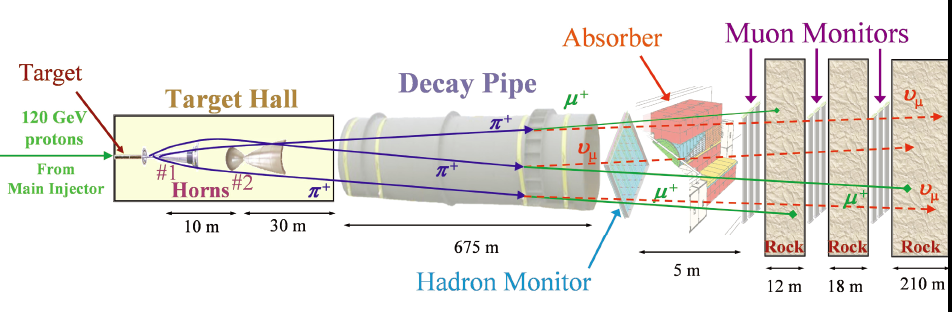 Target
120 GeV
protons
From
Main Injector
Target Hall
#1
Horns
#2
π+
10 m
30 m
Decay Pipe
π+
π+
675 m
μ+
υμ
μ+
Hadron Monitor
Absorber
5 m
Muon Monitors
υμ
υμ
μ+
Rock
Rock
Rock
12 m
18 m
210 m